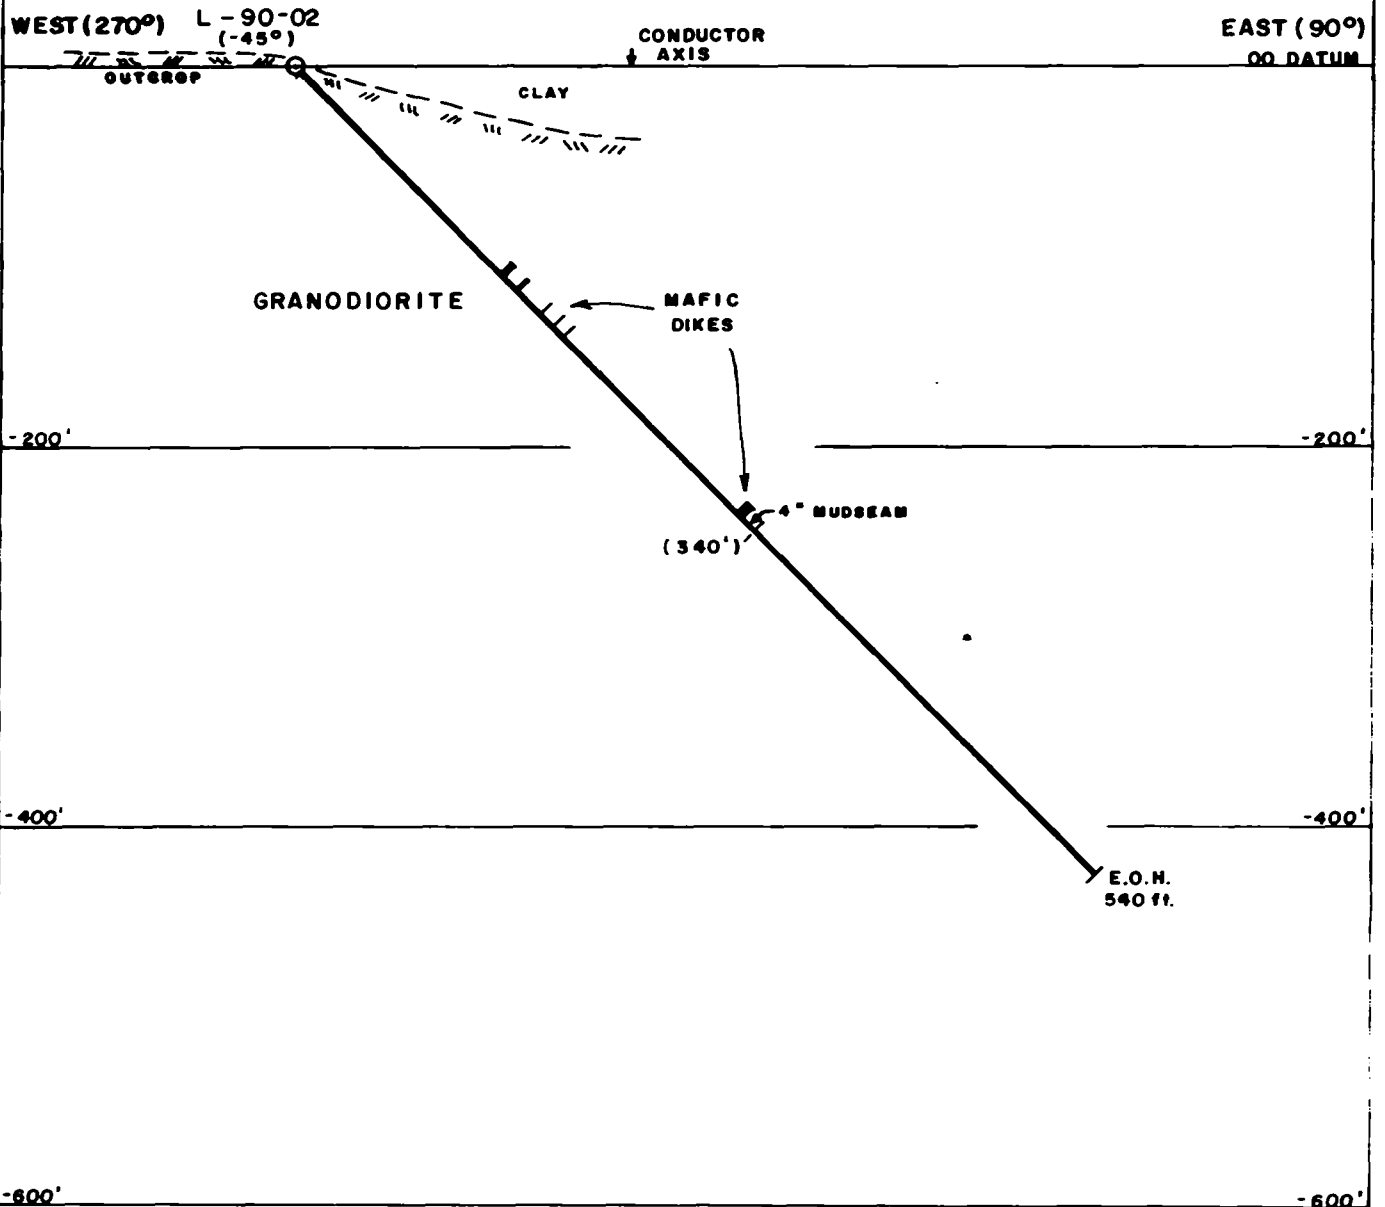 WEST (270°)
L-90-02
(-45°)
CONDUCTOR
AXIS
EAST (90°)
00 DATUM
OUTCROP
CLAY
GRANODIORITE
MAFIC
DIKES
-200'
-200'
4" MUDSEAM
(340')
-400'
-400'
E.O.H.
540 ft.
-600'
-600'